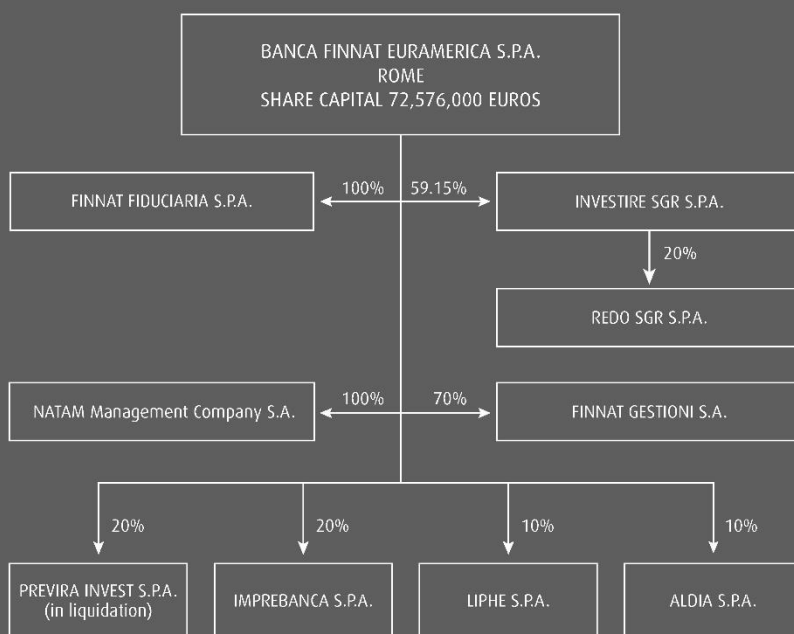 BANCA FINNAT EURAMERICA S.P.A.
ROME
SHARE CAPITAL 72,576,000 EUROS
FINNAT FIDUCIARIA S.P.A.
100%
59.15%
INVESTIRE SGR S.P.A.
20%
REDO SGR S.P.A.
NATAM Management Company S.A.
100%
70%
FINNAT GESTIONI S.A.
20%
20%
10%
10%
PREVIRA INVEST S.P.A.
(in liquidation)
IMPREBANCA S.P.A.
LIPHE S.P.A.
ALDIA S.P.A.